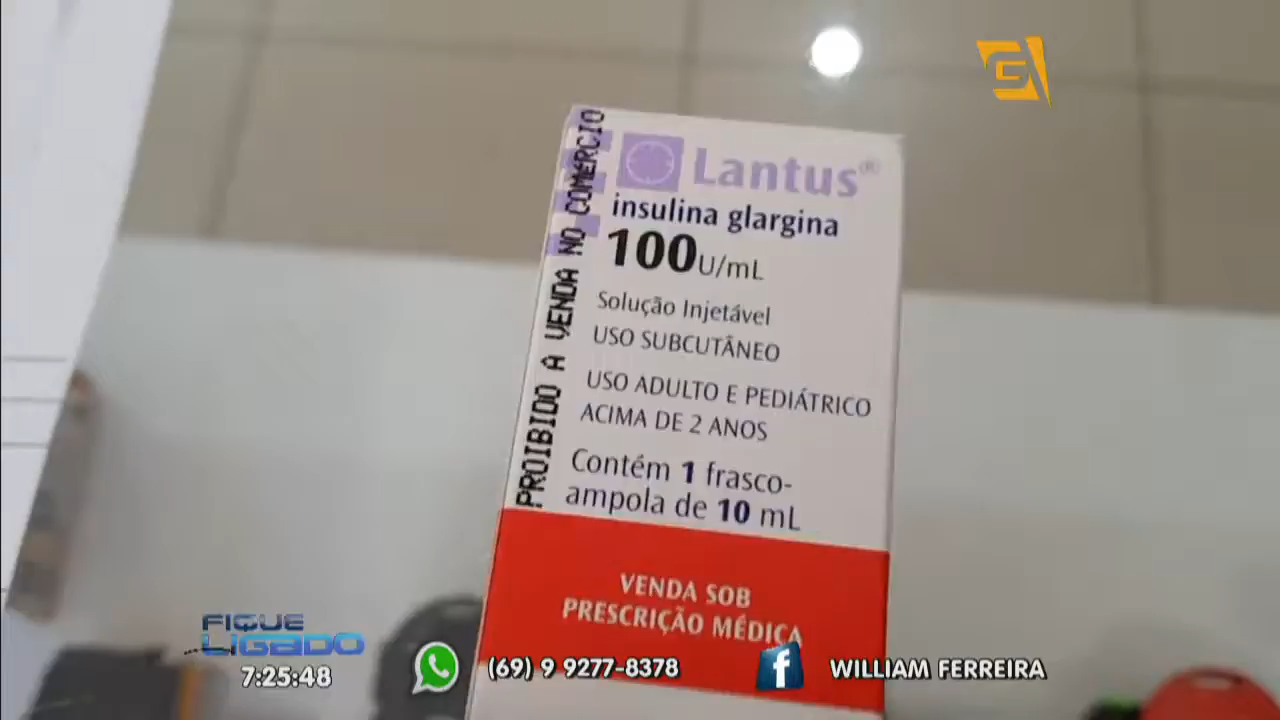 Lantus®
insulina glargina
100 U/mL
Solução Injetável
USO SUBCUTÂNEO
USO ADULTO E PEDIÁTRICO
ACIMA DE 2 ANOS
Contém 1 frasco-
ampola de 10 mL
PROIBIDO A VENDA NO COMERCIO
VENDA SOB
PRESCRIÇÃO MÉDICA
FIQUE
LIGADO
7:25:48
(69) 9 9277-8378
WILLIAM FERREIRA